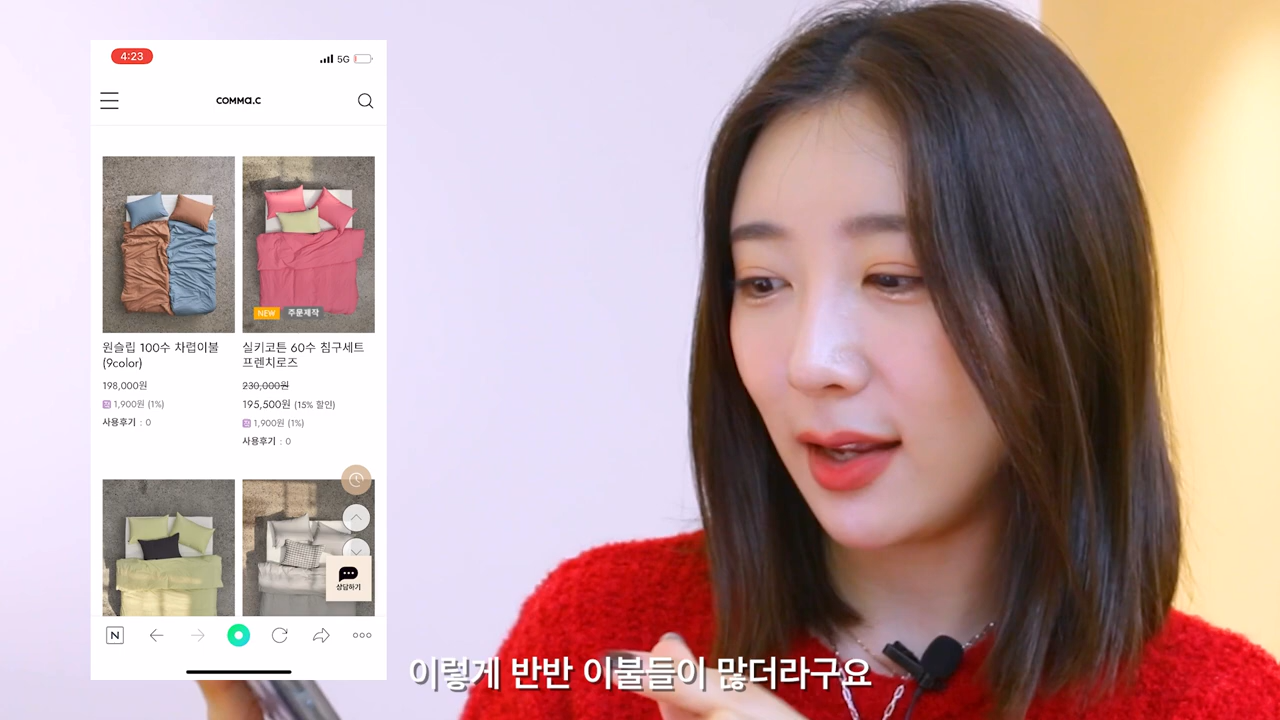 4:23
5G
COMMA.C
NEW 주문제작
원슬립 100수 차렵이불
(9color)
198,000원
1,900원 (1%)
사용후기 : 0
실키코튼 60수 침구세트
프렌치로즈
230,000원
195,500원 (15% 할인)
1,900원 (1%)
사용후기 : 0
상담하기
N
이렇게 반반 이불들이 많더라구요